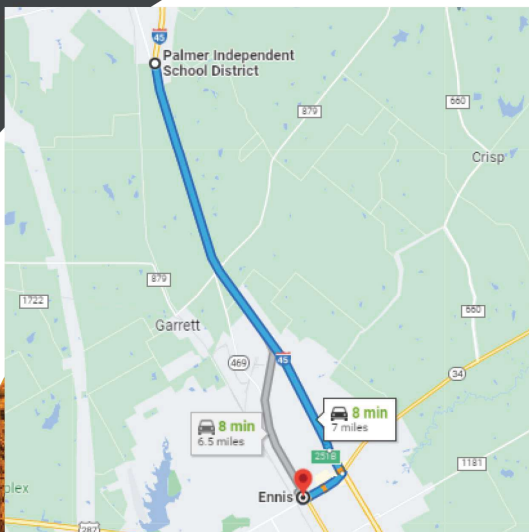 45
Palmer Independent
School District
660
879
Crisp
879
1722
660
Garrett
469
45
34
8 min
7 miles
8 min
6.5 miles
251B
1181
Ennis
plex
287